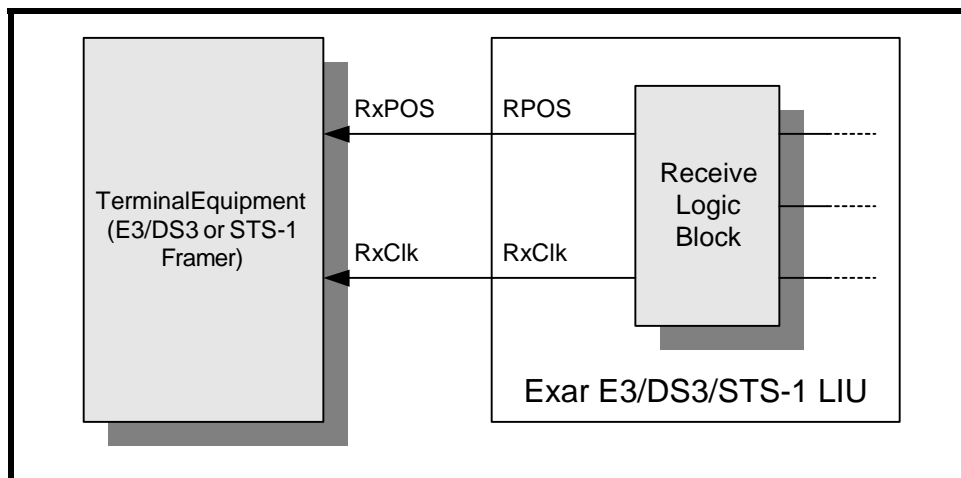 RxPOS
RPOS
Receive
Logic
Block
TerminalEquipment
(E3/DS3 or STS-1
Framer)
RxClk
RxClk
Exar E3/DS3/STS-1 LIU